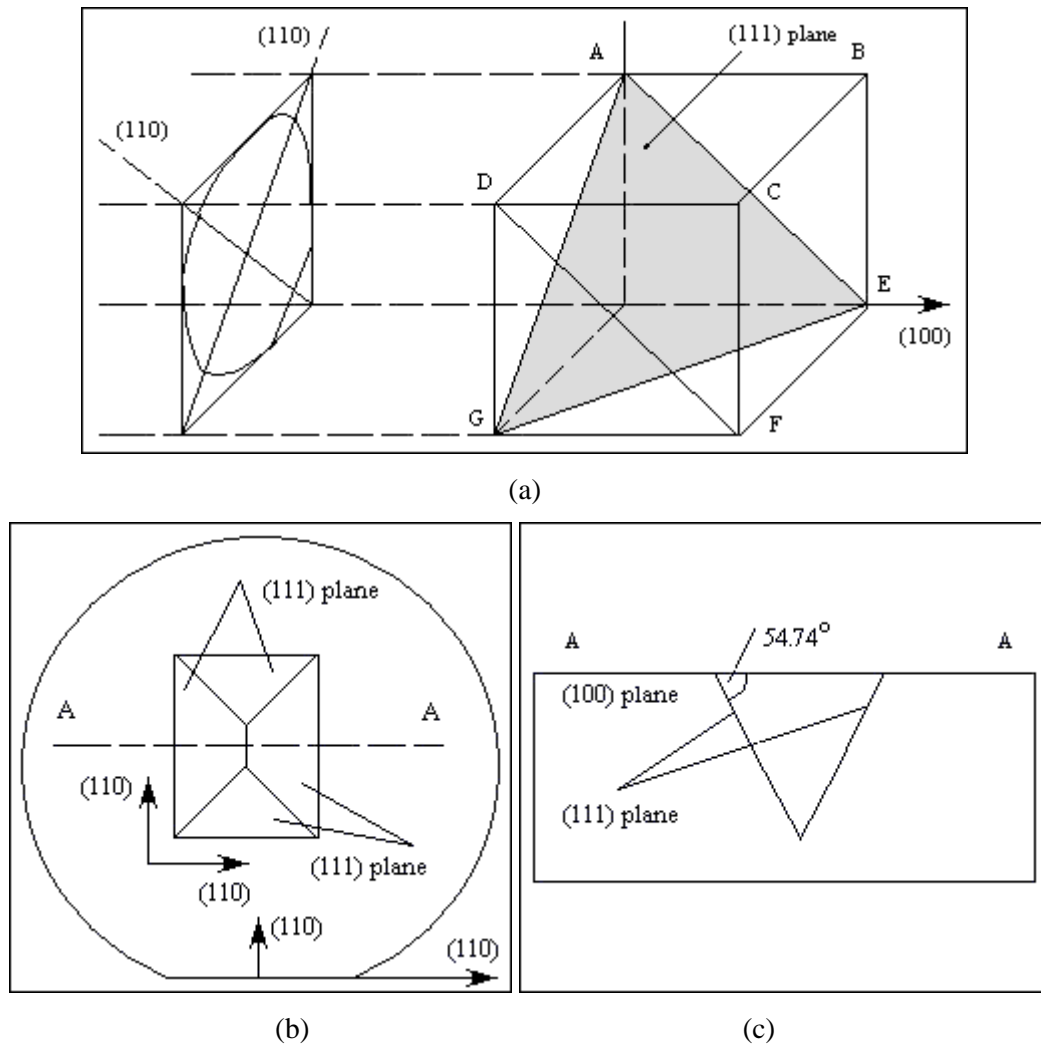 (110)
(111) plane
A
B
(110)
D
C
E
(100)
G
F
(a)
(111) plane
A
A
(110)
(110)
(111) plane
(110)
(110)
(b)
A
54.74°
A
(100) plane
(111) plane
(c)